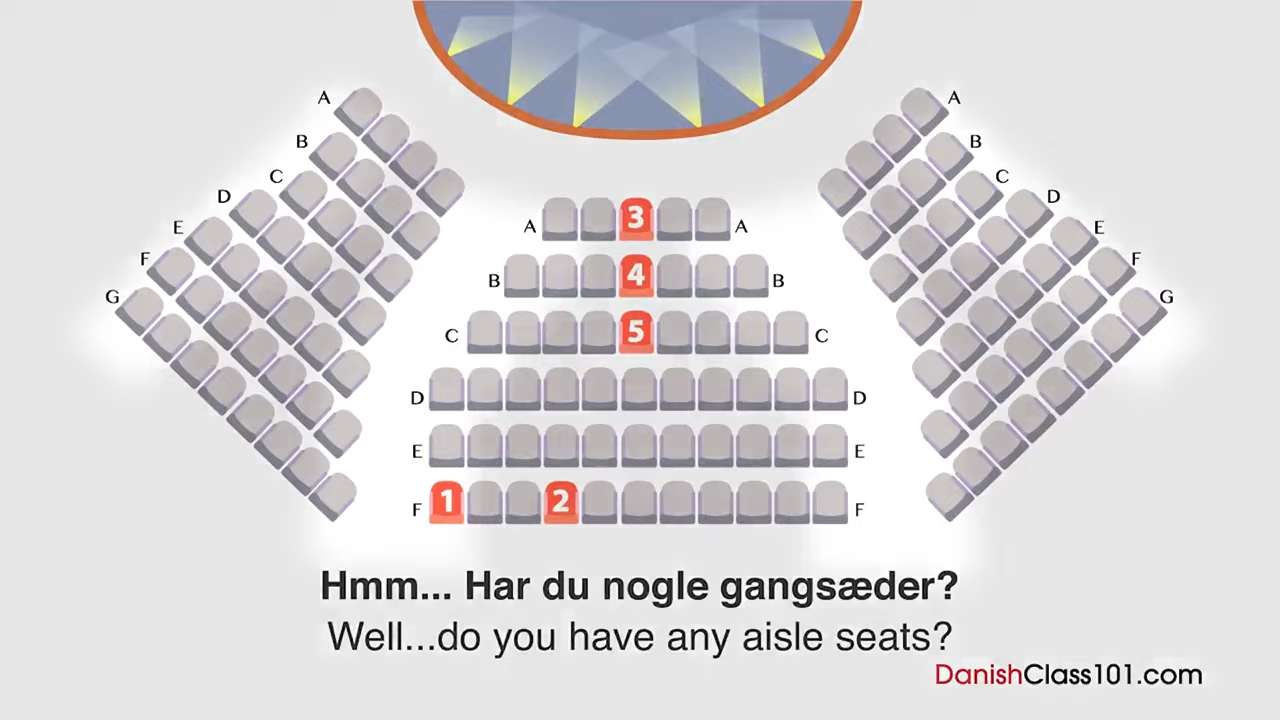 A
A
B
B
C
C
D
D
E
E
F
F
G
G
A 3 A
B 4 B
C 5 C
D D
E E
F 1 2 F
Hmm... Har du nogle gangsæder?
Well...do you have any aisle seats?
DanishClass101.com